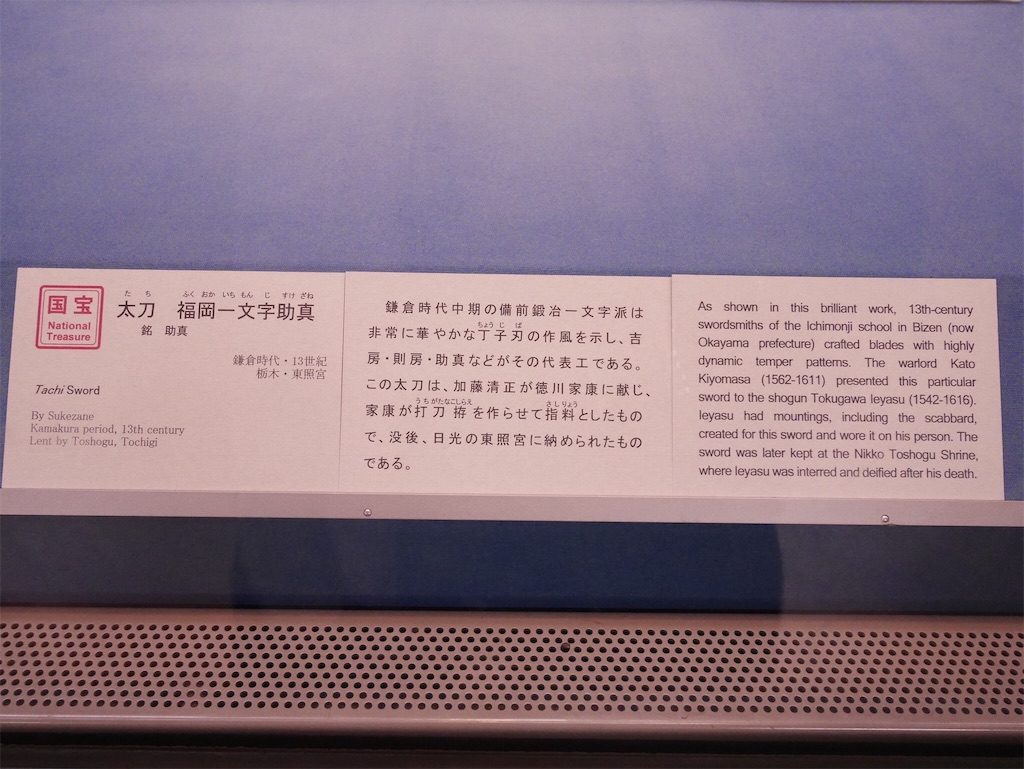 国宝
National
Treasure
たち ふくおかいちもんじすけざね
太刀 福岡一文字助真
銘 助真
鎌倉時代・13世紀
栃木・東照宮
Tachi Sword
By Sukezane
Kamakura period, 13th century
Lent by Toshogu, Tochigi
鎌倉時代中期の備前鍛冶一文字派は
ちょうじば
非常に華やかな丁子刃の作風を示し、吉
房・則房・助真などがその代表工である。
この太刀は、加藤清正が徳川家康に献じ、
うちがたなごしらえ さしりょう
家康が打刀拵を作らせて指料としたもの
で、没後、日光の東照宮に納められたもの
である。
As shown in this brilliant work, 13th-century
swordsmiths of the Ichimonji school in Bizen (now
Okayama prefecture) crafted blades with highly
dynamic temper patterns. The warlord Kato
Kiyomasa (1562-1611) presented this particular
sword to the shogun Tokugawa Ieyasu (1542-1616).
Ieyasu had mountings, including the scabbard,
created for this sword and wore it on his person. The
sword was later kept at the Nikko Toshogu Shrine,
where Ieyasu was interred and deified after his death.